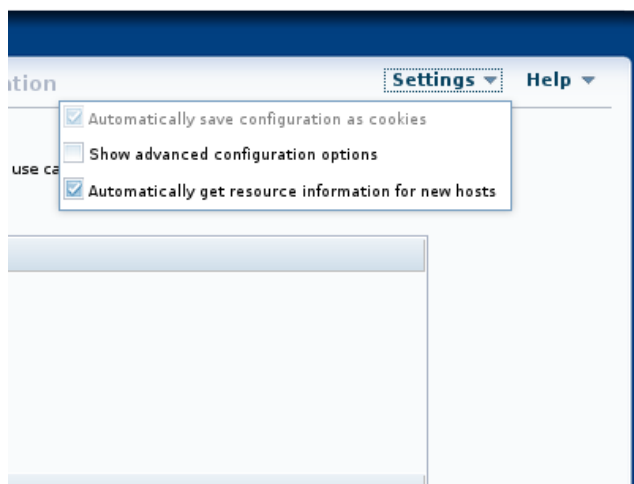 ation
Settings
Help
Automatically save configuration as cookies
Show advanced configuration options
use ca
Automatically get resource information for new hosts